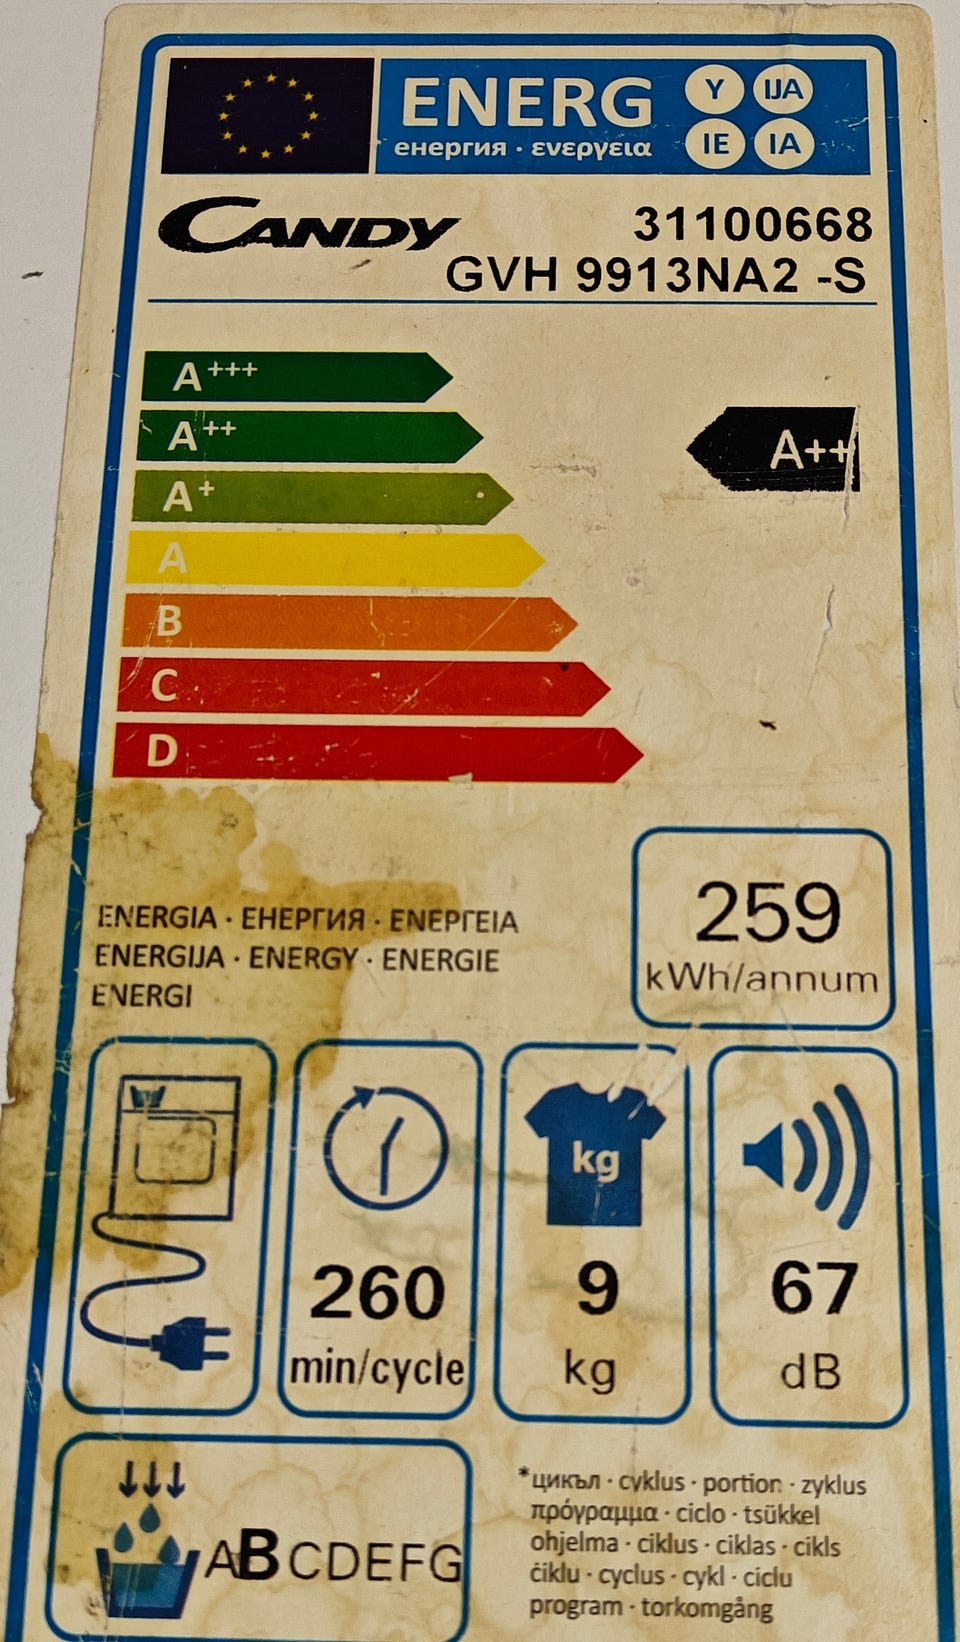 ENERG
енергия · ενεργεια
Y IJA
IE IA
CANDY
31100668
GVH 9913NA2 -S
A+++
A++
A++
A+
A
B
C
D
259
kWh/annum
ENERGIA · ЕНЕРГИЯ · ΕΝΕΡΓΕΙΑ
ENERGIJA · ENERGY · ENERGIE
ENERGI
kg
260
min/cycle
9
kg
67
dB
ABCDEFG
*цикъл · cyklus · portion · zyklus
πρόγραμμα · ciclo · tsükkel
ohjelma · ciklus · ciklas · cikls
ċiklu · cyclus · cykl · ciclu
program · torkomgång